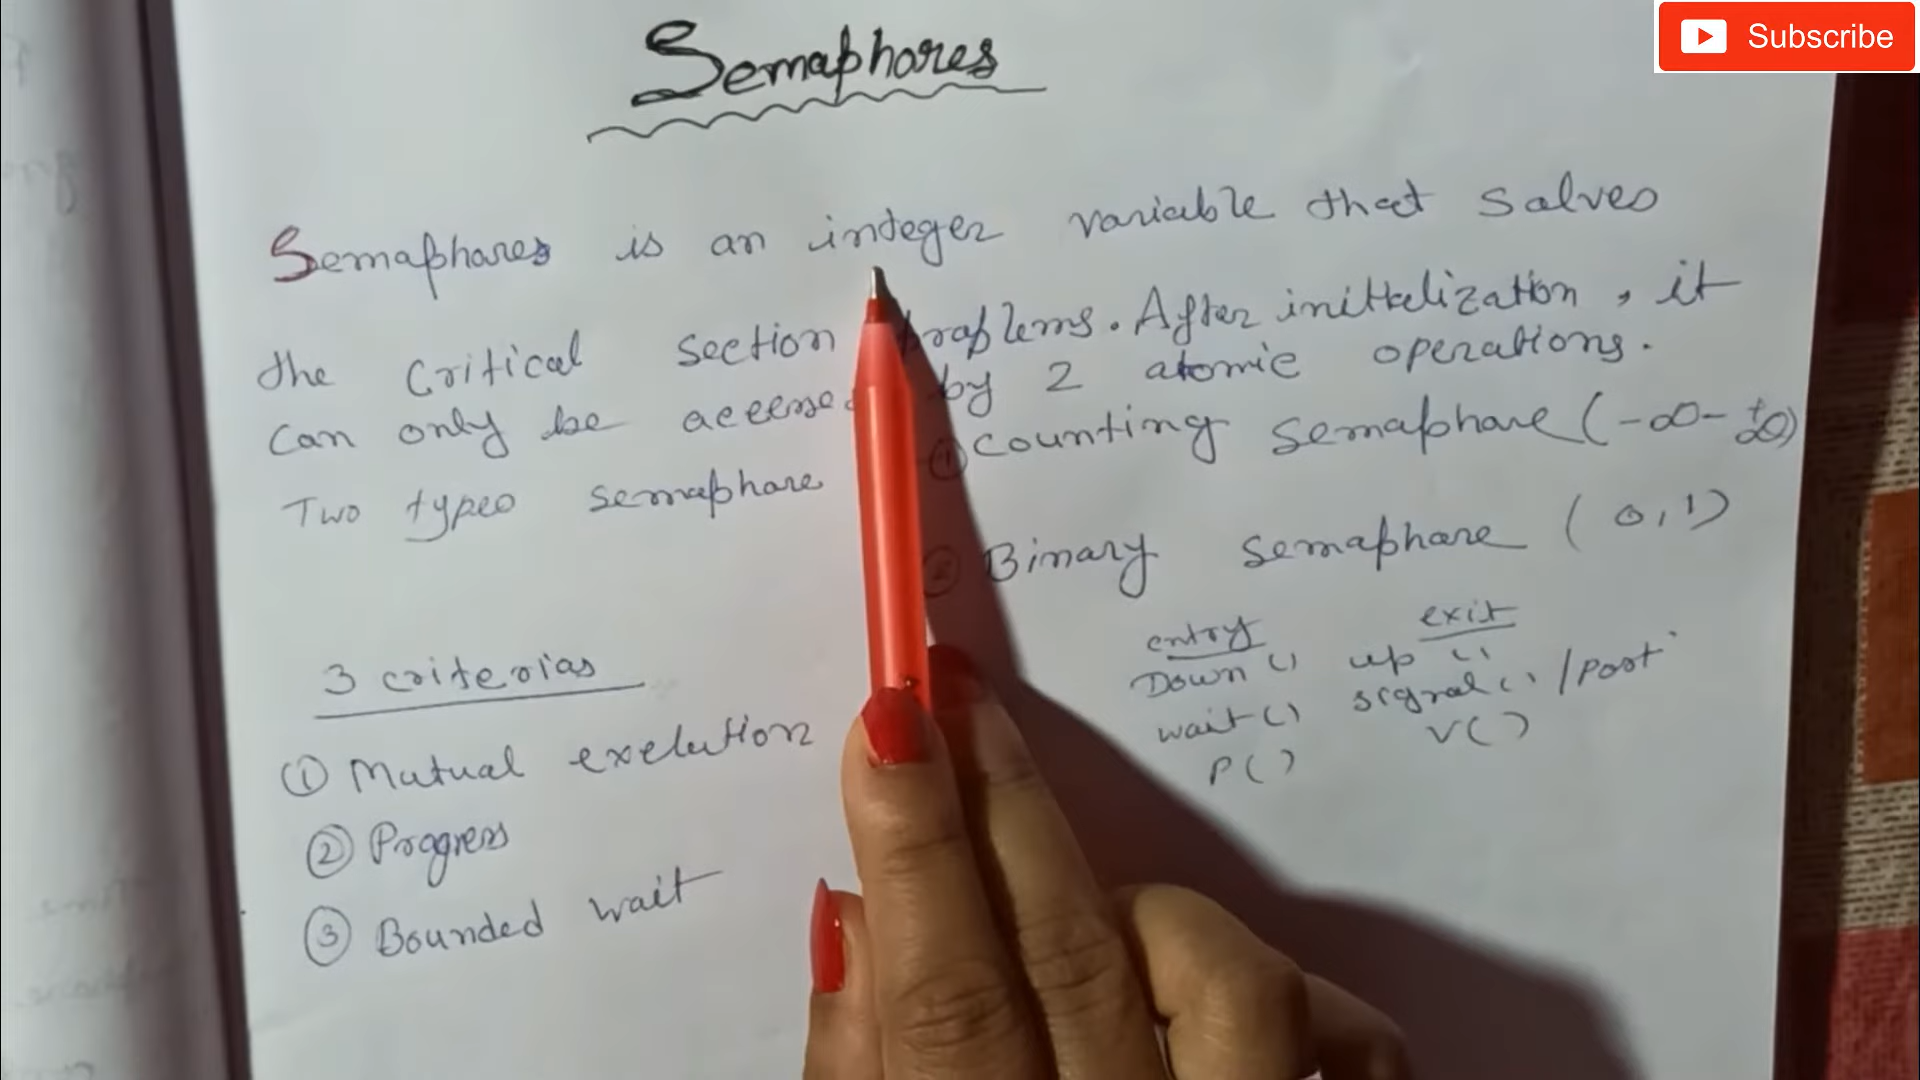 Subscribe
Semaphores
Semaphores is an integer variable that solves
the critical section problems. After initialization, it
can only be accessed by 2 atomic operations.
Two types semaphore ① Counting semaphore (-∞ - +∞)
② Binary semaphore (0,1)
entry exit
Down () up ()
wait () signal () / post
P() V()
3 criterias
① Mutual exclution
② Progress
③ Bounded wait